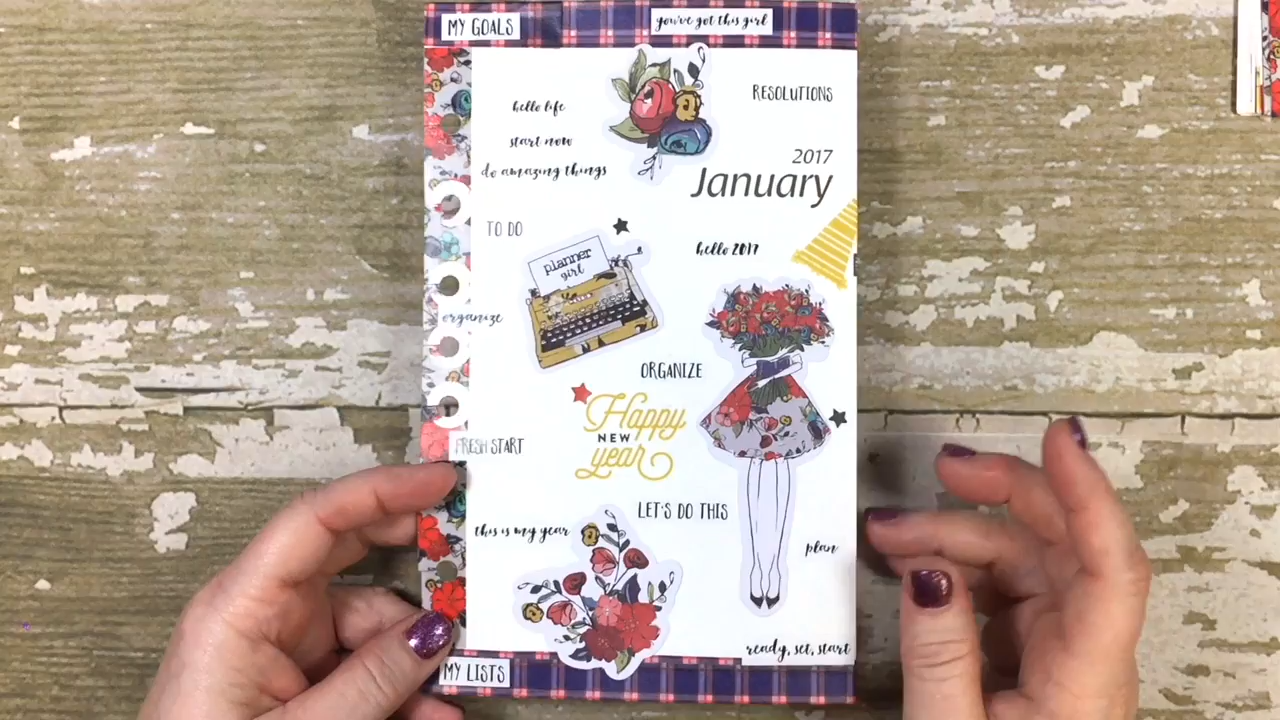 MY GOALS
you've got this girl
RESOLUTIONS
hello life
start now
do amazing things
2017
January
TO DO
hello 2017
planner
girl
organize
ORGANIZE
Happy
NEW
year
FRESH START
LET'S DO THIS
this is my year
plan
ready, set, start
MY LISTS